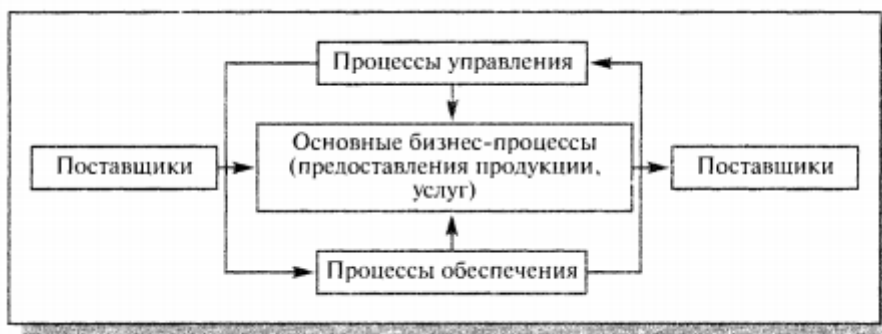 Процессы управления
Поставщики
Основные бизнес-процессы
(предоставления продукции,
услуг)
Поставщики
Процессы обеспечения